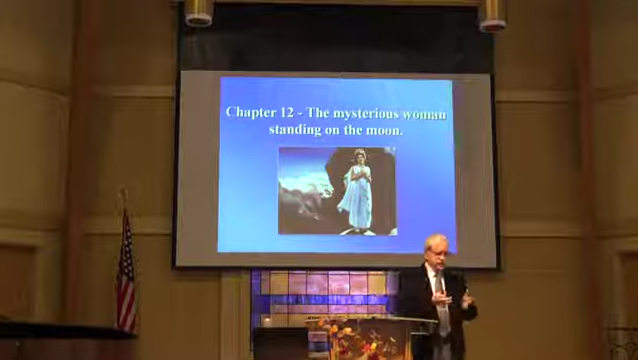 Chapter 12 - The mysterious woman
standing on the moon.